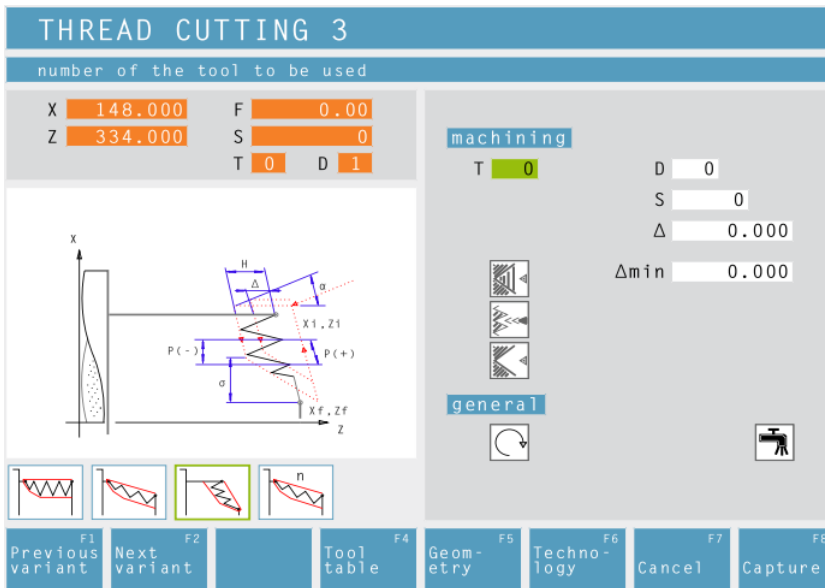 THREAD CUTTING 3
number of the tool to be used
X 148.000 F 0.00
Z 334.000 S 0
T 0 D 1
machining
T 0 D 0
S 0
Δ 0.000
Δmin 0.000
general
X
H
Δ
α
Xi,Zi
P(-)
P(+)
σ
Xf,Zf
Z
n
F1 Previous variant
F2 Next variant
F4 Tool table
F5 Geom-etry
F6 Techno-logy
F7 Cancel
F8 Capture